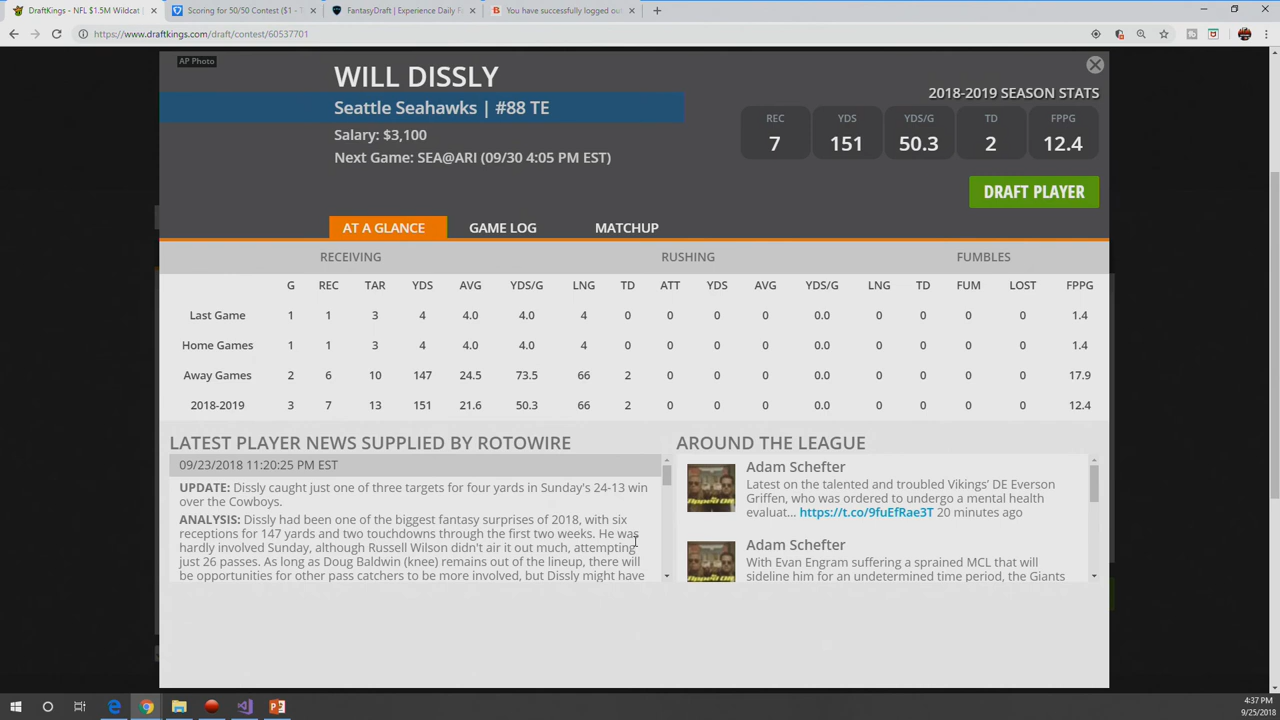 DraftKings - NFL $1.5M Wildcat
Scoring for 50/50 Contest ($1 - T
FantasyDraft | Experience Daily F
You have successfully logged out
https://www.draftkings.com/draft/contest/60537701
AP Photo
WILL DISSLY
Seattle Seahawks | #88 TE
Salary: $3,100
Next Game: SEA@ARI (09/30 4:05 PM EST)
2018-2019 SEASON STATS
REC YDS YDS/G TD FPPG
7 151 50.3 2 12.4
DRAFT PLAYER
AT A GLANCE GAME LOG MATCHUP
RECEIVING RUSHING FUMBLES
G REC TAR YDS AVG YDS/G LNG TD ATT YDS AVG YDS/G LNG TD FUM LOST FPPG
Last Game 1 1 3 4 4.0 4.0 4 0 0 0 0 0.0 0 0 0 0 1.4
Home Games 1 1 3 4 4.0 4.0 4 0 0 0 0 0.0 0 0 0 0 1.4
Away Games 2 6 10 147 24.5 73.5 66 2 0 0 0 0.0 0 0 0 0 17.9
2018-2019 3 7 13 151 21.6 50.3 66 2 0 0 0 0.0 0 0 0 0 12.4
LATEST PLAYER NEWS SUPPLIED BY ROTOWIRE
09/23/2018 11:20:25 PM EST
UPDATE: Dissly caught just one of three targets for four yards in Sunday's 24-13 win
over the Cowboys.
ANALYSIS: Dissly had been one of the biggest fantasy surprises of 2018, with six
receptions for 147 yards and two touchdowns through the first two weeks. He was
hardly involved Sunday, although Russell Wilson didn't air it out much, attempting
just 26 passes. As long as Doug Baldwin (knee) remains out of the lineup, there will
be opportunities for other pass catchers to be more involved, but Dissly might have
AROUND THE LEAGUE
Adam Schefter
Latest on the talented and troubled Vikings' DE Everson
Griffen, who was ordered to undergo a mental health
evaluat... https://t.co/9fuEfRae3T 20 minutes ago
Adam Schefter
With Evan Engram suffering a sprained MCL that will
sideline him for an undetermined time period, the Giants
4:37 PM
9/25/2018